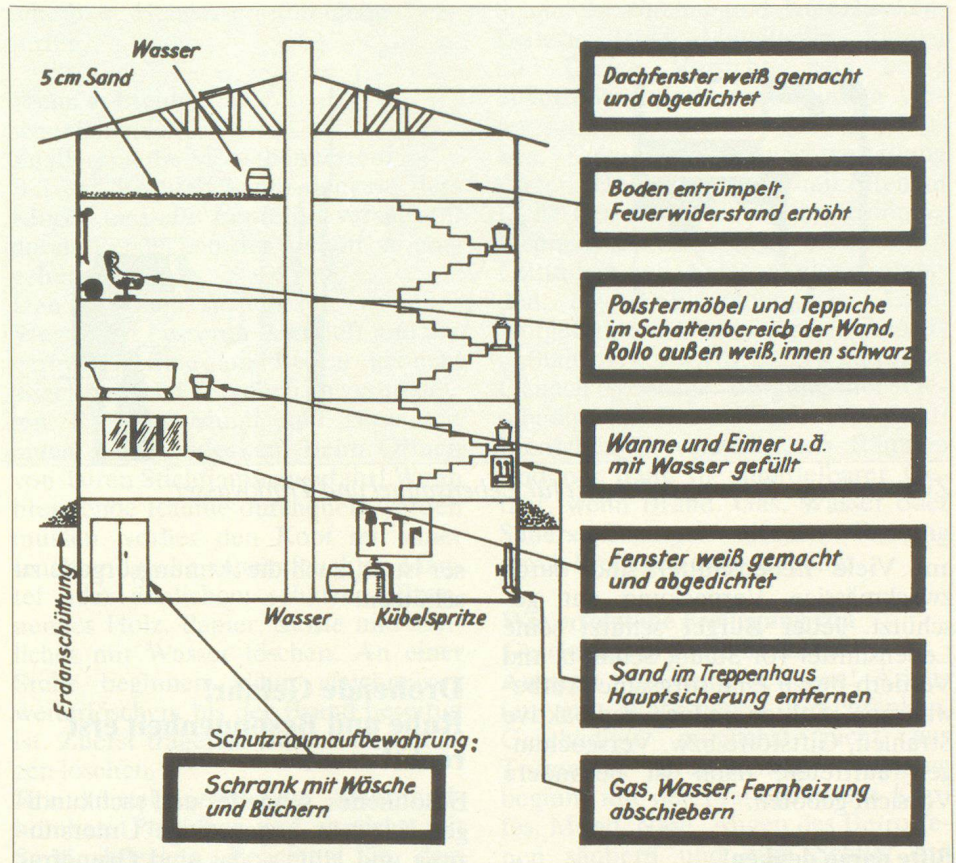 Wasser
5 cm Sand
Dachfenster weiß gemacht
und abgedichtet
Boden entrümpelt,
Feuerwiderstand erhöht
Polstermöbel und Teppiche
im Schattenbereich der Wand,
Rollo außen weiß, innen schwarz
Wanne und Eimer u.ä.
mit Wasser gefüllt
Fenster weiß gemacht
und abgedichtet
Erdanschüttung
Wasser
Kübelspritze
Sand im Treppenhaus
Hauptsicherung entfernt
Schutzraumaufbewahrung:
Schrank mit Wäsche
und Büchern
Gas, Wasser, Fernheizung
abschiebern